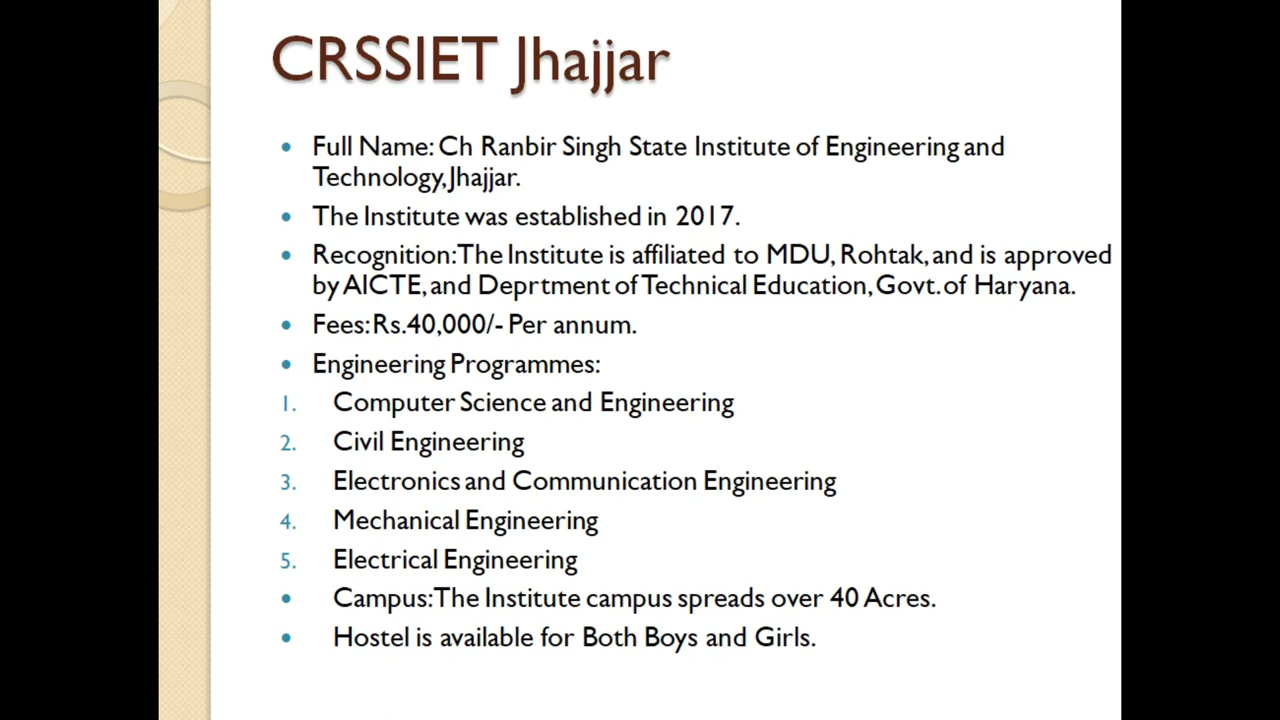 CRSSIET Jhajjar
• Full Name: Ch Ranbir Singh State Institute of Engineering and
Technology, Jhajjar.
• The Institute was established in 2017.
• Recognition: The Institute is affiliated to MDU, Rohtak, and is approved
by AICTE, and Deprtment of Technical Education, Govt. of Haryana.
• Fees: Rs.40,000/- Per annum.
• Engineering Programmes:
1. Computer Science and Engineering
2. Civil Engineering
3. Electronics and Communication Engineering
4. Mechanical Engineering
5. Electrical Engineering
• Campus: The Institute campus spreads over 40 Acres.
• Hostel is available for Both Boys and Girls.